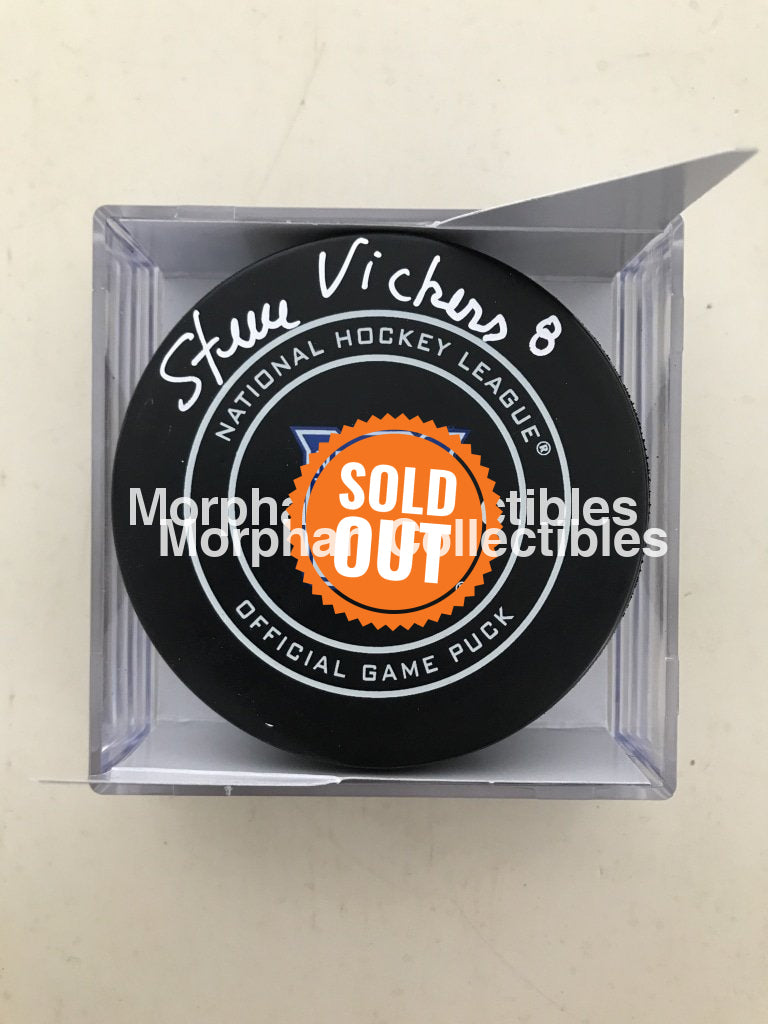 Steve Vickers 8
NATIONAL HOCKEY LEAGUE®
SOLD
OUT
Morphan Collectibles
Morphan Collectibles
OFFICIAL GAME PUCK